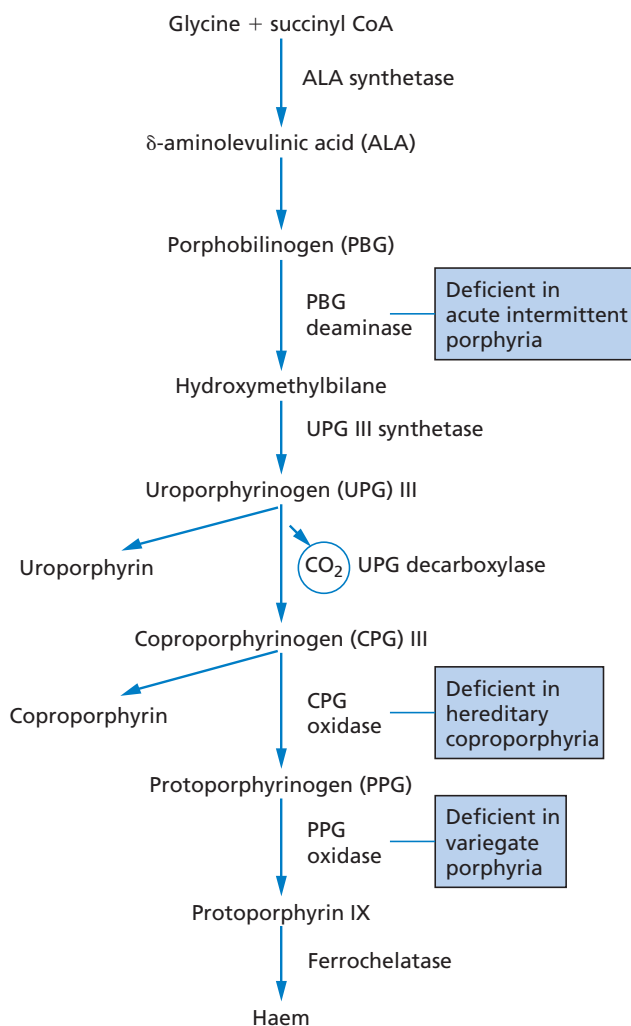 Glycine + succinyl CoA
ALA synthetase
δ-aminolevulinic acid (ALA)
Porphobilinogen (PBG)
PBG
deaminase
Deficient in
acute intermittent
porphyria
Hydroxymethylbilane
UPG III synthetase
Uroporphyrinogen (UPG) III
Uroporphyrin
CO₂
UPG decarboxylase
Coproporphyrinogen (CPG) III
Coproporphyrin
CPG
oxidase
Deficient in
hereditary
coproporphyria
Protoporphyrinogen (PPG)
PPG
oxidase
Deficient in
variegate
porphyria
Protoporphyrin IX
Ferrochelatase
Haem